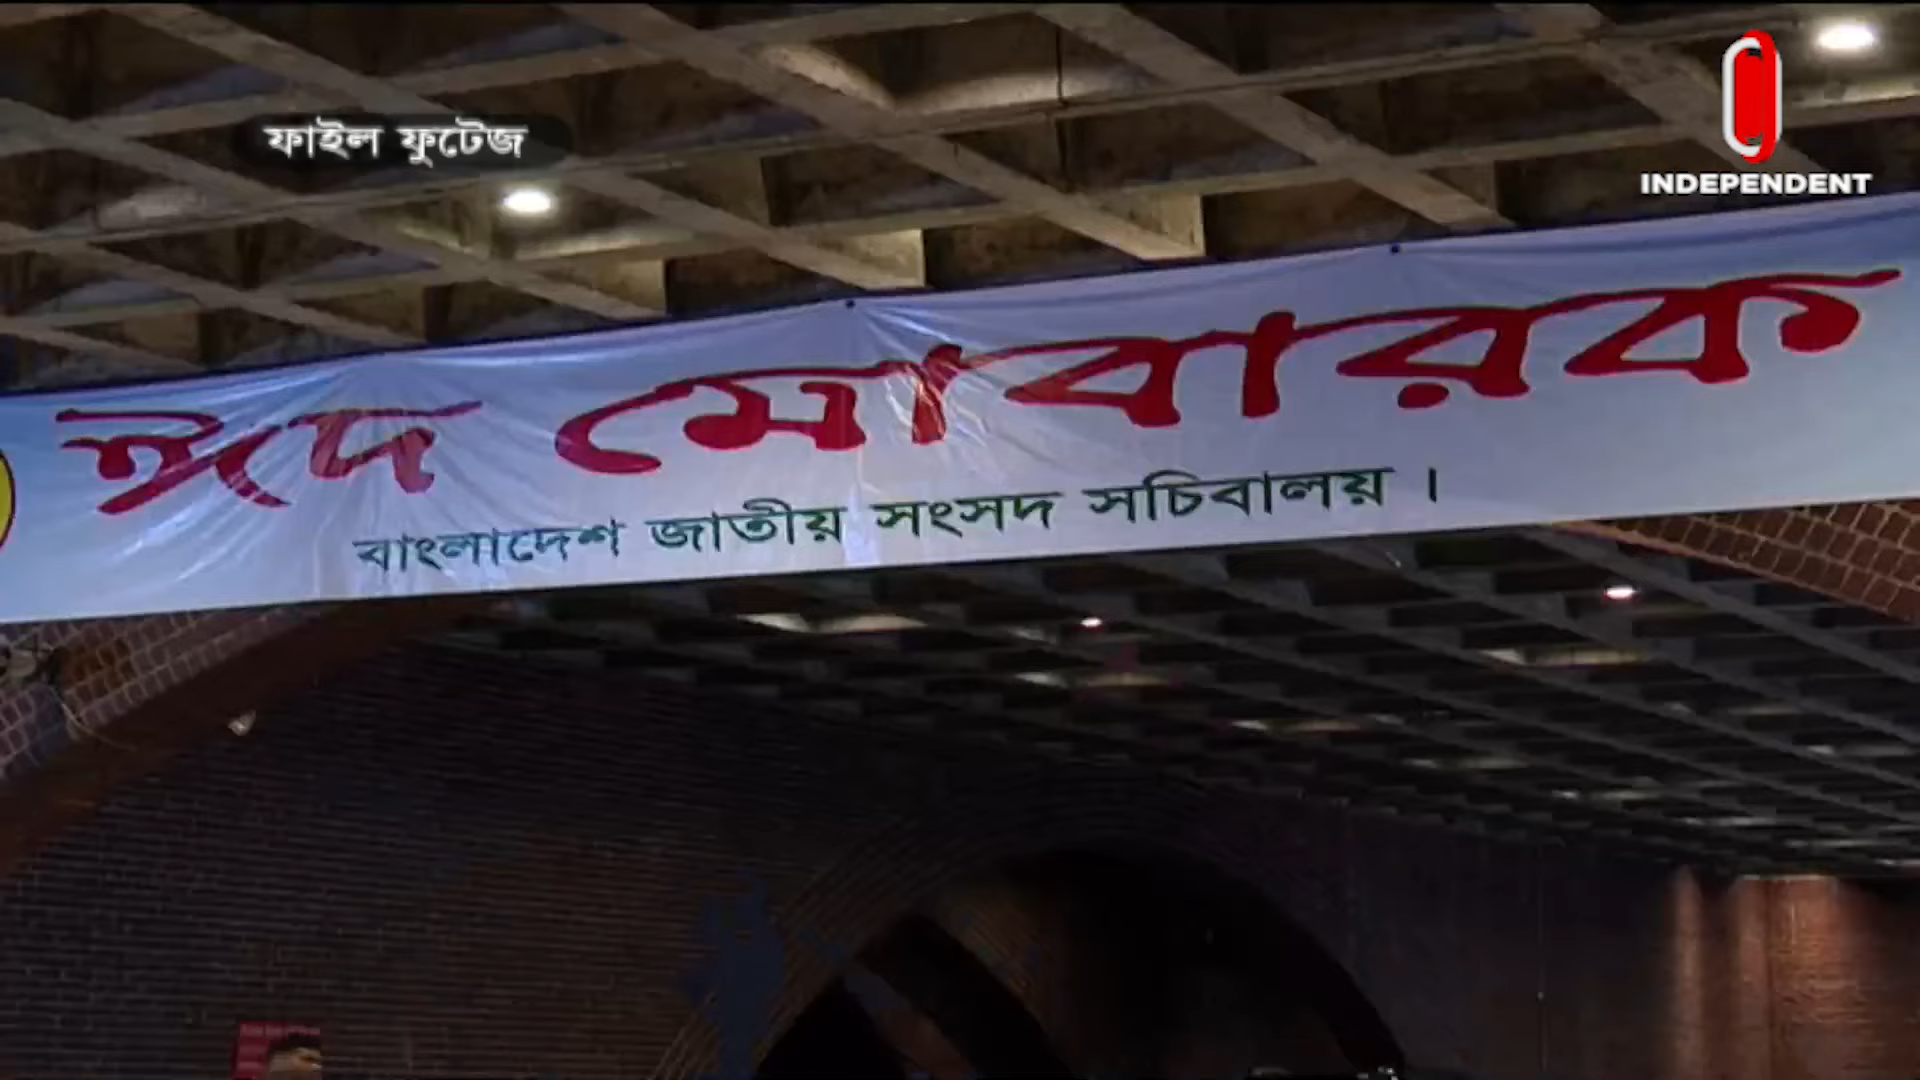 ফাইল ফুটেজ
INDEPENDENT
ঈদ মোবারক
বাংলাদেশ জাতীয় সংসদ সচিবালয় ।